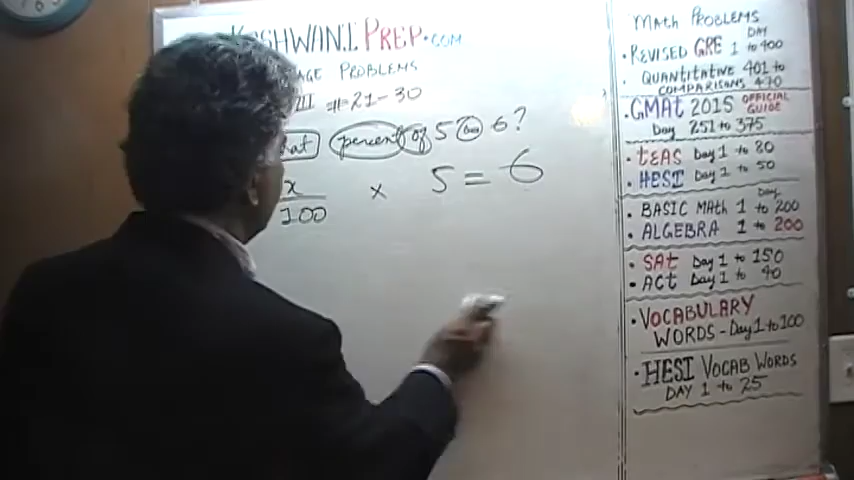 KESHWANI PREP.COM
PROBLEMS
III #21-30
percent of 5 is 6?
x
100
× 5 = 6
MATH PROBLEMS
DAY
• REVISED GRE 1 to 400
• QUANTITATIVE 401 to
COMPARISONS 470
• GMAT 2015 OFFICIAL GUIDE
Day 251 to 375
• TEAS Day 1 to 80
• HESI Day 1 to 50
Day
• BASIC MATH 1 to 200
• ALGEBRA 1 to 200
• SAT Day 1 to 150
• ACT Day 1 to 40
• VOCABULARY
WORDS - Day 1 to 100
• HESI VOCAB WORDS
DAY 1 to 25